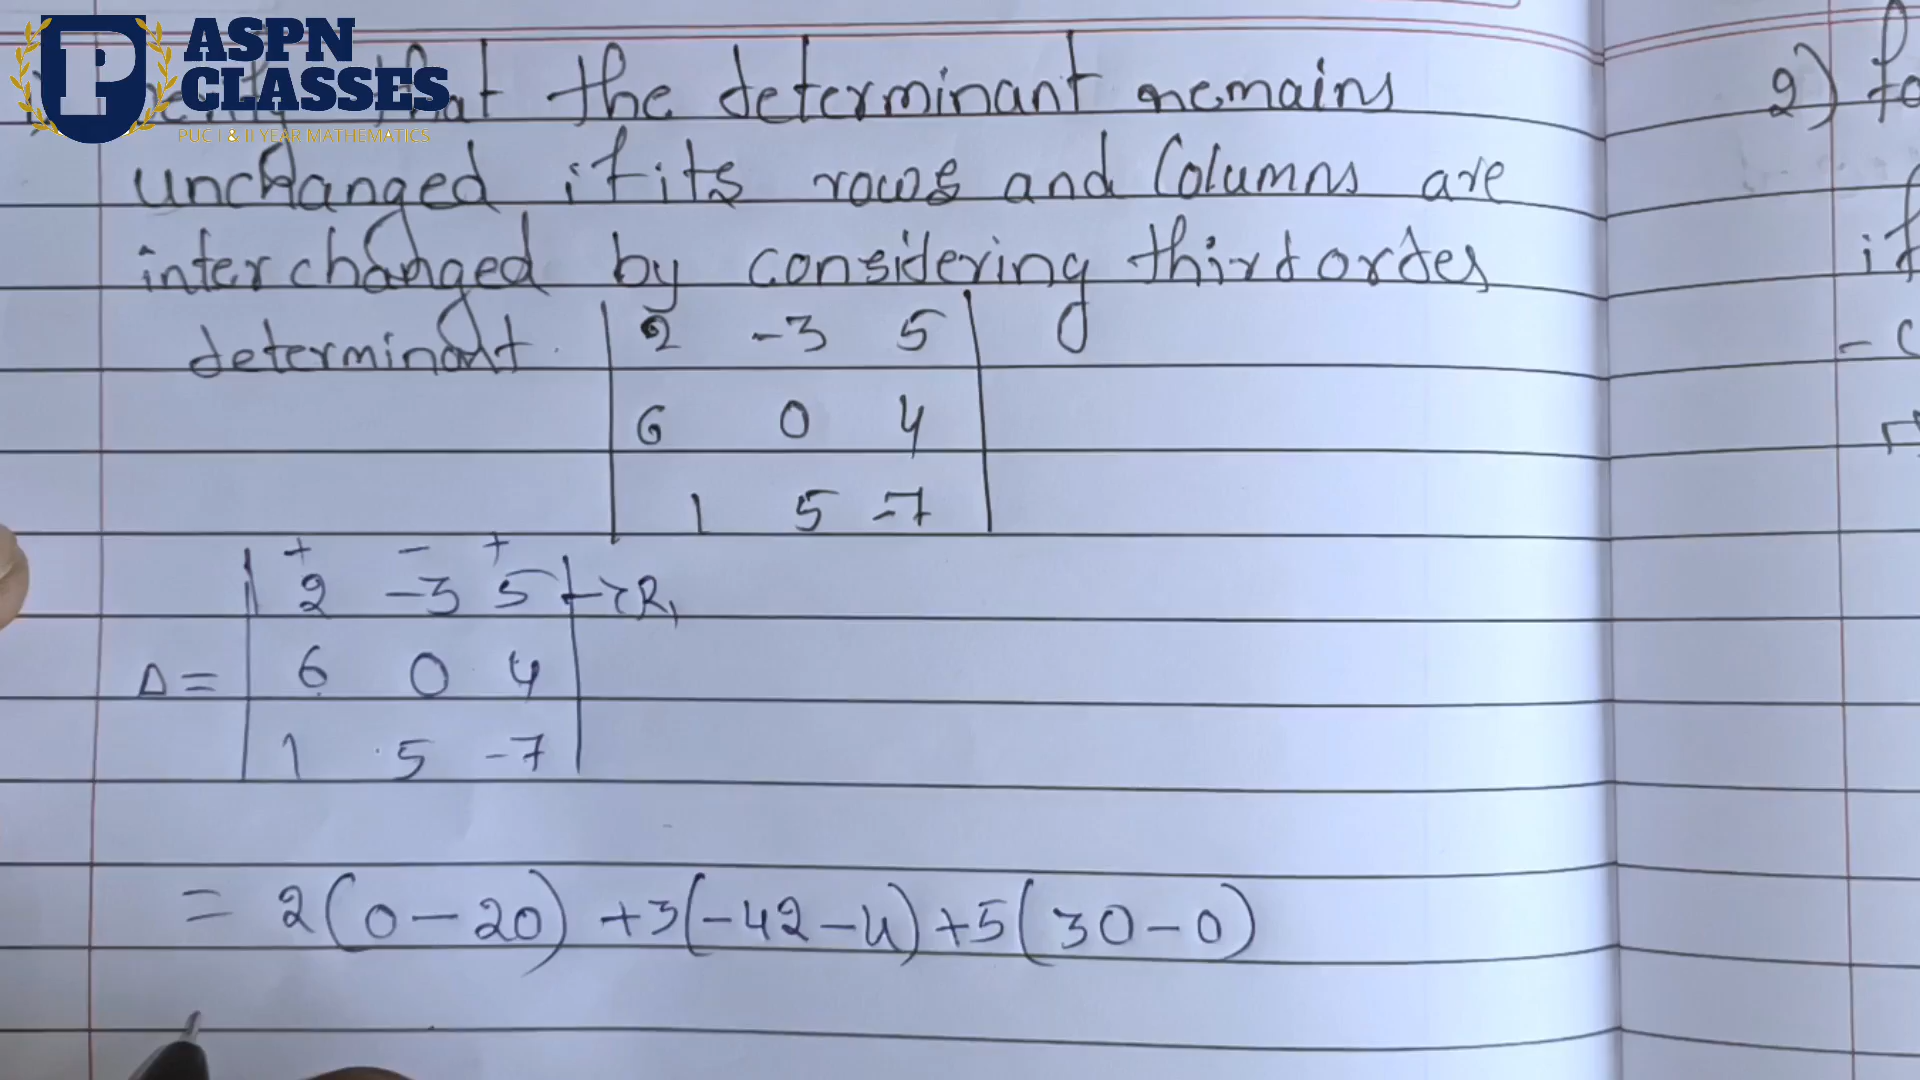 ASPN
CLASSES
PUC I & II YEAR MATHEMATICS
that the determinant remains
unchanged if its rows and Columns are
interchanged by considering third order
determinant. | 2 -3 5 |
6 0 4
1 5 -7
+ - +
| 2 -3 5 | → R1
Δ = | 6 0 4 |
1 5 -7
= 2(0-20) +3(-42-4)+5(30-0)
2) fo
if
- c